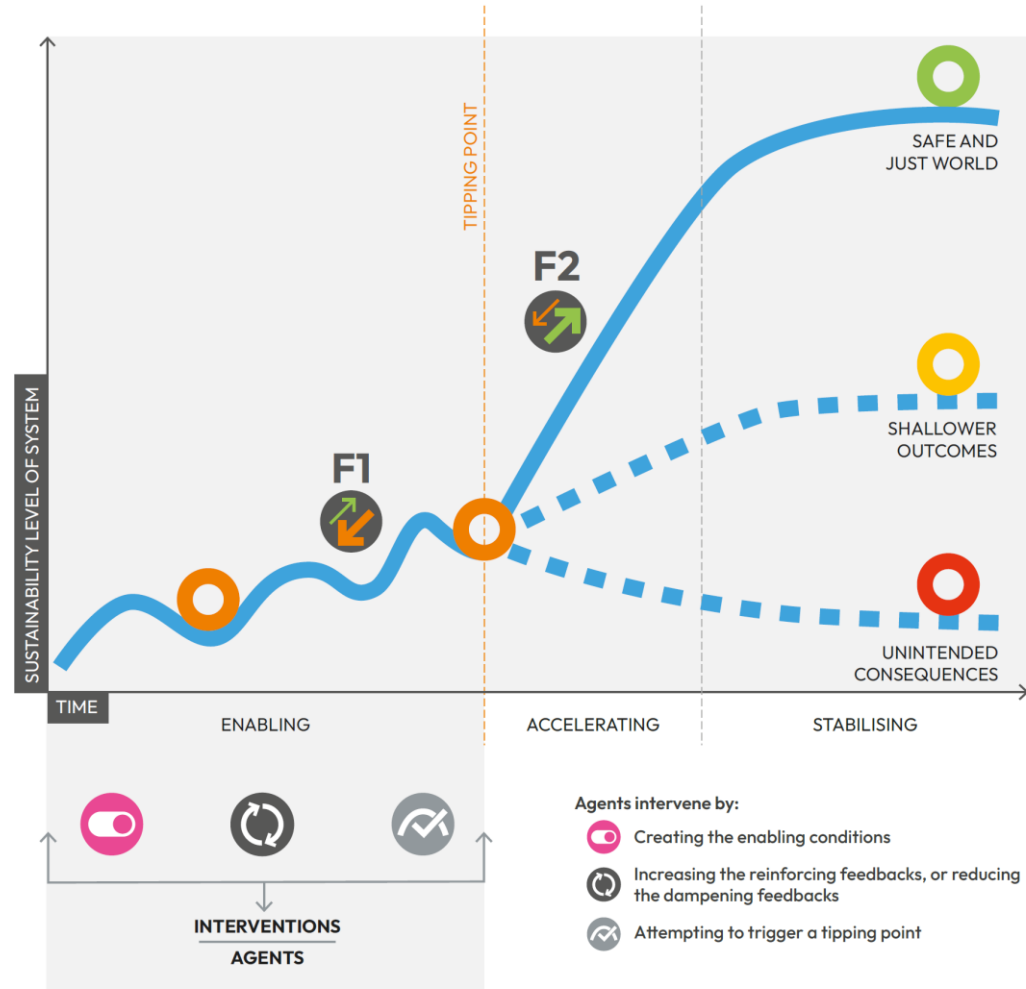 TIPPING POINT
SAFE AND
JUST WORLD
F2
SHALLOWER
OUTCOMES
F1
SUSTAINABILITY LEVEL OF SYSTEM
UNINTENDED
CONSEQUENCES
TIME
ENABLING
ACCELERATING
STABILISING
Agents intervene by:
Creating the enabling conditions
Increasing the reinforcing feedbacks, or reducing
the dampening feedbacks
Attempting to trigger a tipping point
INTERVENTIONS
AGENTS